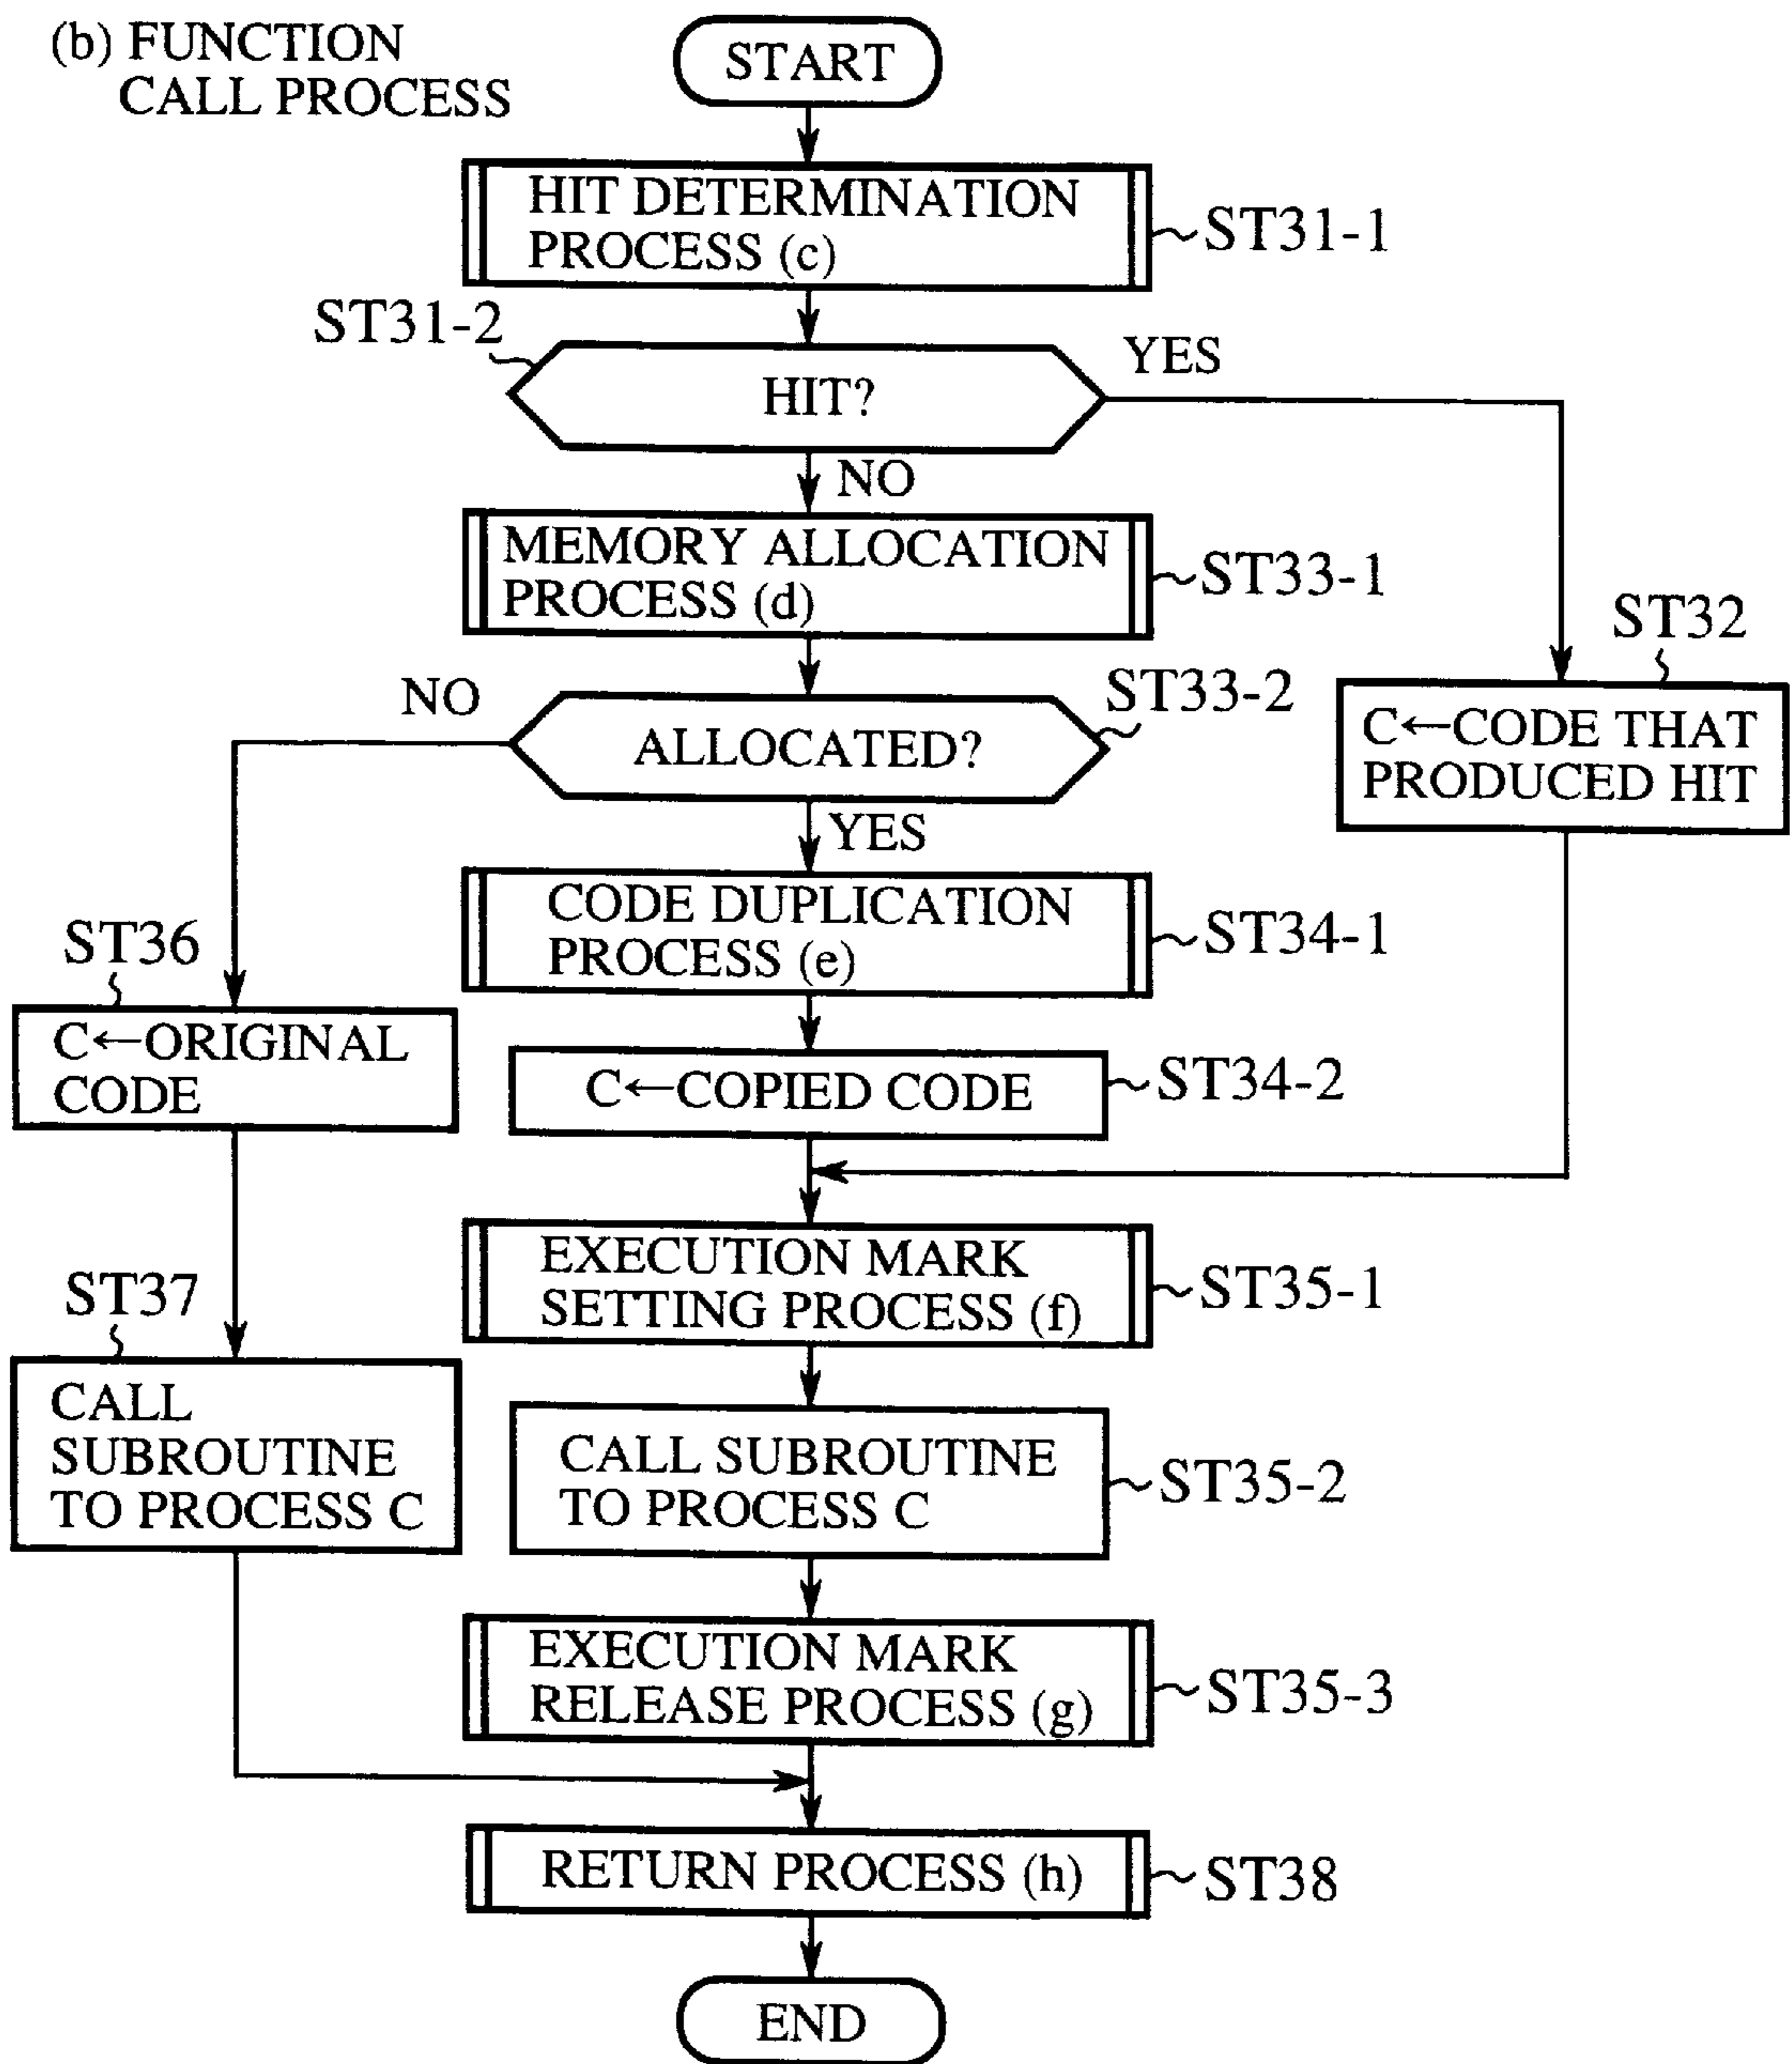 (b) FUNCTION
CALL PROCESS
START
HIT DETERMINATION
PROCESS (c)
ST31-1
ST31-2
HIT?
YES
NO
MEMORY ALLOCATION
PROCESS (d)
ST33-1
ST32
C←CODE THAT
PRODUCED HIT
NO
ALLOCATED?
ST33-2
YES
CODE DUPLICATION
PROCESS (e)
ST34-1
ST36
C←ORIGINAL
CODE
C←COPIED CODE
ST34-2
EXECUTION MARK
SETTING PROCESS (f)
ST35-1
ST37
CALL
SUBROUTINE
TO PROCESS C
CALL SUBROUTINE
TO PROCESS C
ST35-2
EXECUTION MARK
RELEASE PROCESS (g)
ST35-3
RETURN PROCESS (h)
ST38
END